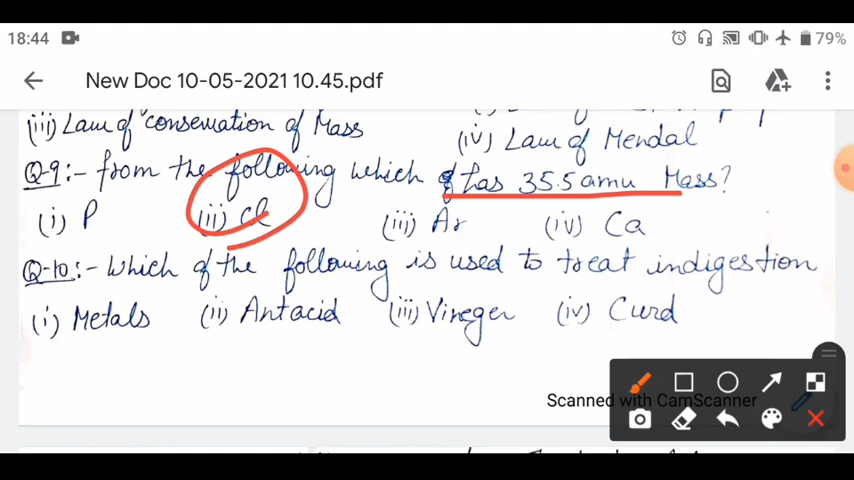 18:44 79%
New Doc 10-05-2021 10.45.pdf
(iii) Law of conservation of Mass
(iv) Law of Mendal
Q-9:- from the following which has 35.5 amu Mass?
(i) P (ii) Cl (iii) Ar (iv) Ca
Q-10:- Which of the following is used to treat indigestion
(i) Metals (ii) Antacid (iii) Vineger (iv) Curd
Scanned with CamScanner